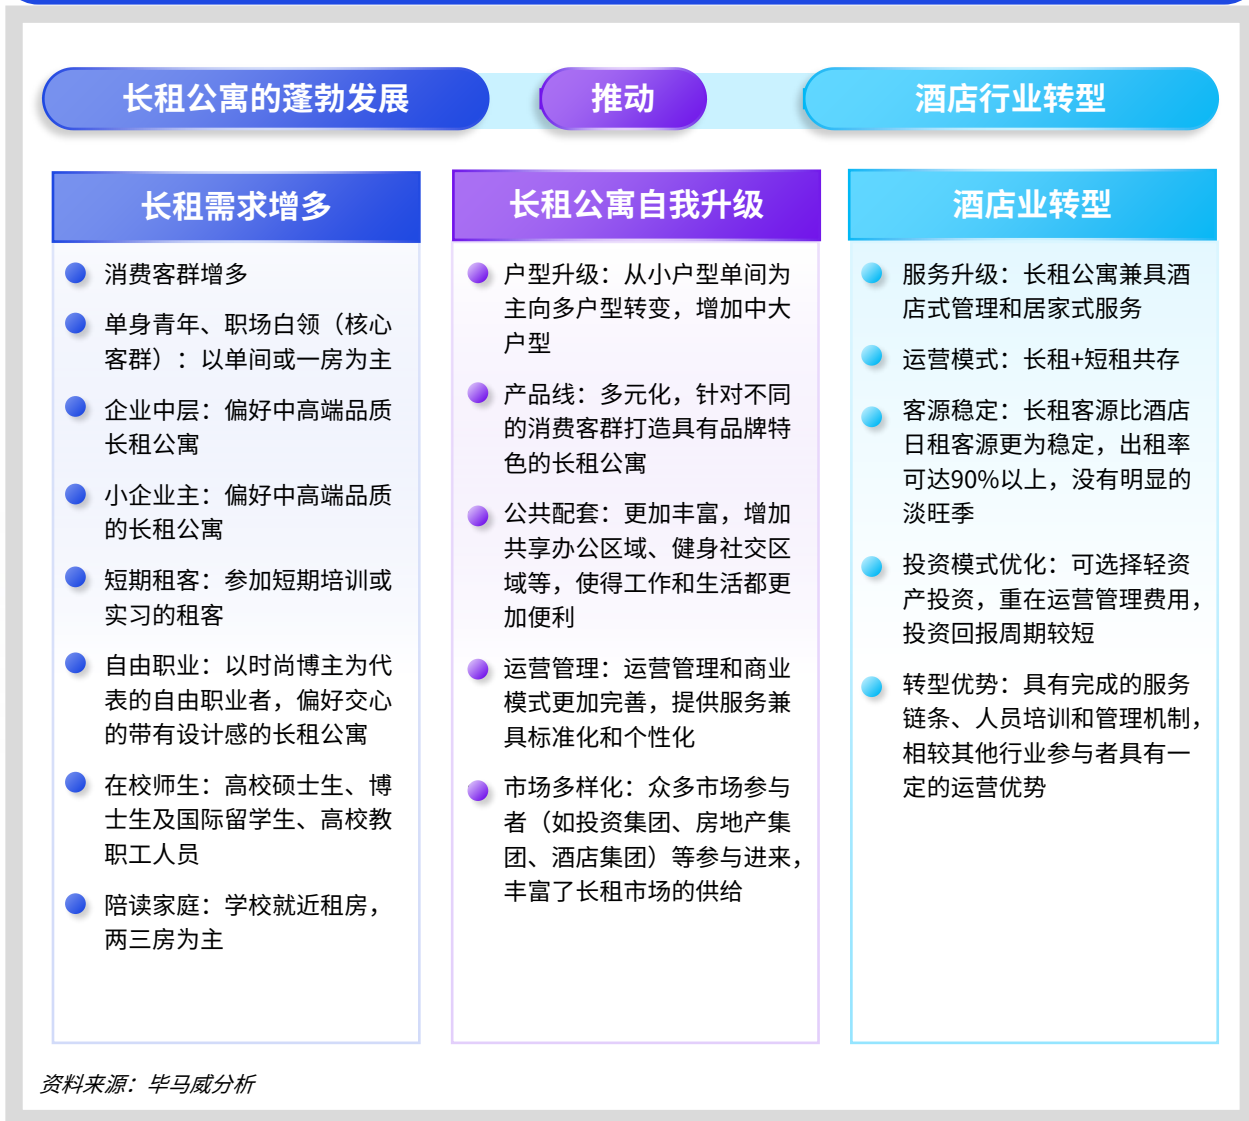 长租公寓的蓬勃发展
推动
酒店行业转型
长租需求增多
消费客群增多
单身青年、职场白领（核心
客群）：以单间或一房为主
企业中层：偏好中高端品质
长租公寓
小企业主：偏好中高端品质
的长租公寓
短期租客：参加短期培训或
实习的租客
自由职业：以时尚博主为代
表的自由职业者，偏好交心
的带有设计感的长租公寓
在校师生：高校硕士生、博
士生及国际留学生、高校教
职工人员
陪读家庭：学校就近租房，
两三房为主
长租公寓自我升级
户型升级：从小户型单间为
主向多户型转变，增加中大
户型
产品线：多元化，针对不同
的消费客群打造具有品牌特
色的长租公寓
公共配套：更加丰富，增加
共享办公区域、健身社交区
域等，使得工作和生活都更
加便利
运营管理：运营管理和商业
模式更加完善，提供服务兼
具标准化和个性化
市场多样化：众多市场参与
者（如投资集团、房地产集
团、酒店集团）等参与进来，
丰富了长租市场的供给
酒店业转型
服务升级：长租公寓兼具酒
店式管理和居家式服务
运营模式：长租+短租共存
客源稳定：长租客源比酒店
日租客源更为稳定，出租率
可达90%以上，没有明显的
淡旺季
投资模式优化：可选择轻资
产投资，重在运营管理费用，
投资回报周期较短
转型优势：具有完成的服务
链条、人员培训和管理机制，
相较其他行业参与者具有一
定的运营优势
资料来源：毕马威分析